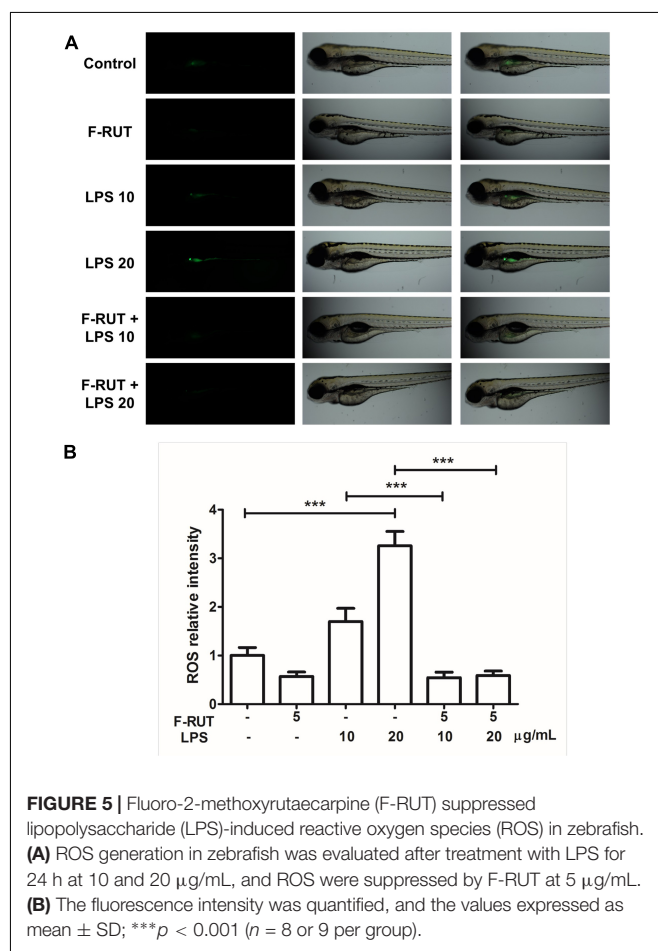 A
Control
F-RUT
LPS 10
LPS 20
F-RUT +
LPS 10
F-RUT +
LPS 20
B
***
***
***
ROS relative intensity
4
3
2
1
0
F-RUT - 5 - - 5 5
LPS - - 10 20 10 20 μg/mL
FIGURE 5 | Fluoro-2-methoxyrutaecarpine (F-RUT) suppressed
lipopolysaccharide (LPS)-induced reactive oxygen species (ROS) in zebrafish.
(A) ROS generation in zebrafish was evaluated after treatment with LPS for
24 h at 10 and 20 μg/mL, and ROS were suppressed by F-RUT at 5 μg/mL.
(B) The fluorescence intensity was quantified, and the values expressed as
mean ± SD; ***p < 0.001 (n = 8 or 9 per group).